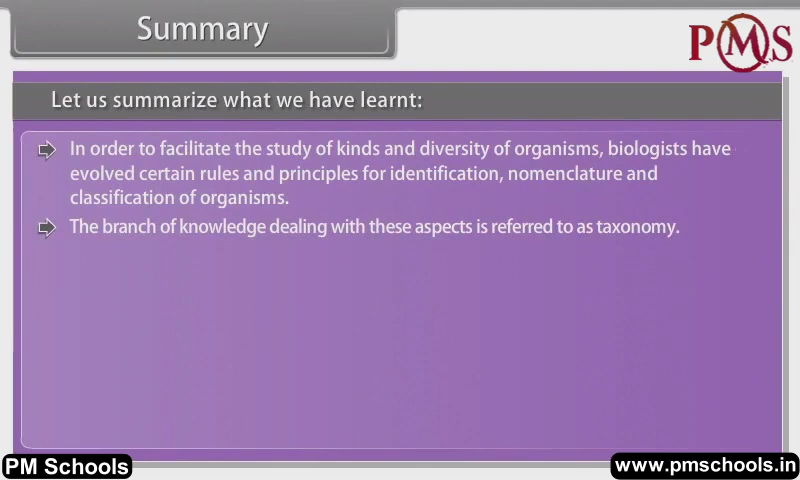 Summary
PMS
Let us summarize what we have learnt:
In order to facilitate the study of kinds and diversity of organisms, biologists have
evolved certain rules and principles for identification, nomenclature and
classification of organisms.
The branch of knowledge dealing with these aspects is referred to as taxonomy.
PM Schools
www.pmschools.in